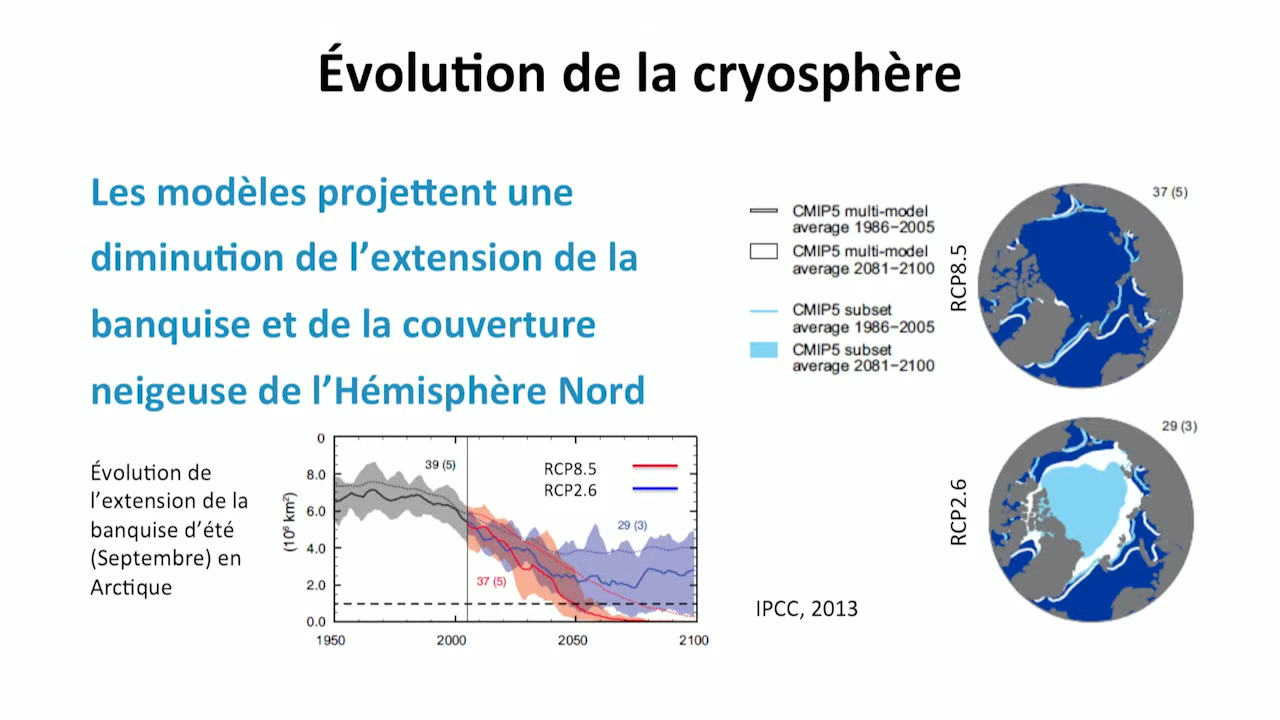 Évolution de la cryosphère
Les modèles projettent une
diminution de l'extension de la
banquise et de la couverture
neigeuse de l'Hémisphère Nord
Évolution de
l'extension de la
banquise d'été
(Septembre) en
Arctique
0
8.0
6.0
4.0
2.0
0.0
(10⁶ km²)
1950
2000
2050
2100
39 (5)
RCP8.5
RCP2.6
29 (3)
37 (5)
CMIP5 multi-model
average 1986−2005
CMIP5 multi-model
average 2081−2100
CMIP5 subset
average 1986−2005
CMIP5 subset
average 2081−2100
RCP8.5
37 (5)
RCP2.6
29 (3)
IPCC, 2013